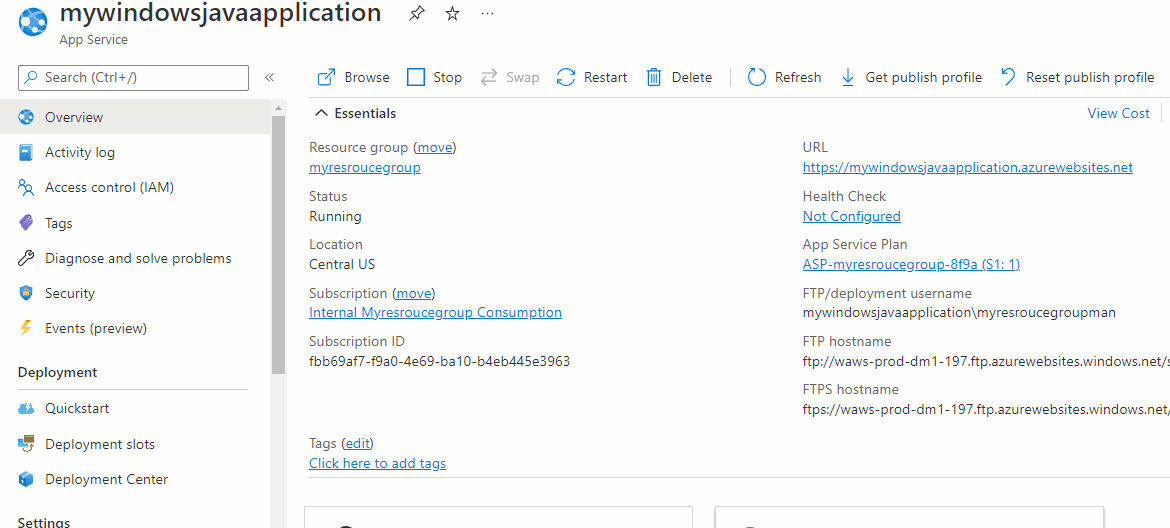 mywindowsjavaapplication
App Service
Search (Ctrl+/)
Browse
Stop
Swap
Restart
Delete
Refresh
Get publish profile
Reset publish profile
Overview
Activity log
Access control (IAM)
Tags
Diagnose and solve problems
Security
Events (preview)
Deployment
Quickstart
Deployment slots
Deployment Center
Settings
Essentials
View Cost
Resource group (move)
myresroucegroup
Status
Running
Location
Central US
Subscription (move)
Internal Myresroucegroup Consumption
Subscription ID
fbb69af7-f9a0-4e69-ba10-b4eb445e3963
URL
https://mywindowsjavaapplication.azurewebsites.net
Health Check
Not Configured
App Service Plan
ASP-myresroucegroup-8f9a (S1: 1)
FTP/deployment username
mywindowsjavaapplication\myresroucegroupman
FTP hostname
ftp://waws-prod-dm1-197.ftp.azurewebsites.windows.net/s
FTPS hostname
ftps://waws-prod-dm1-197.ftp.azurewebsites.windows.net/
Tags (edit)
Click here to add tags